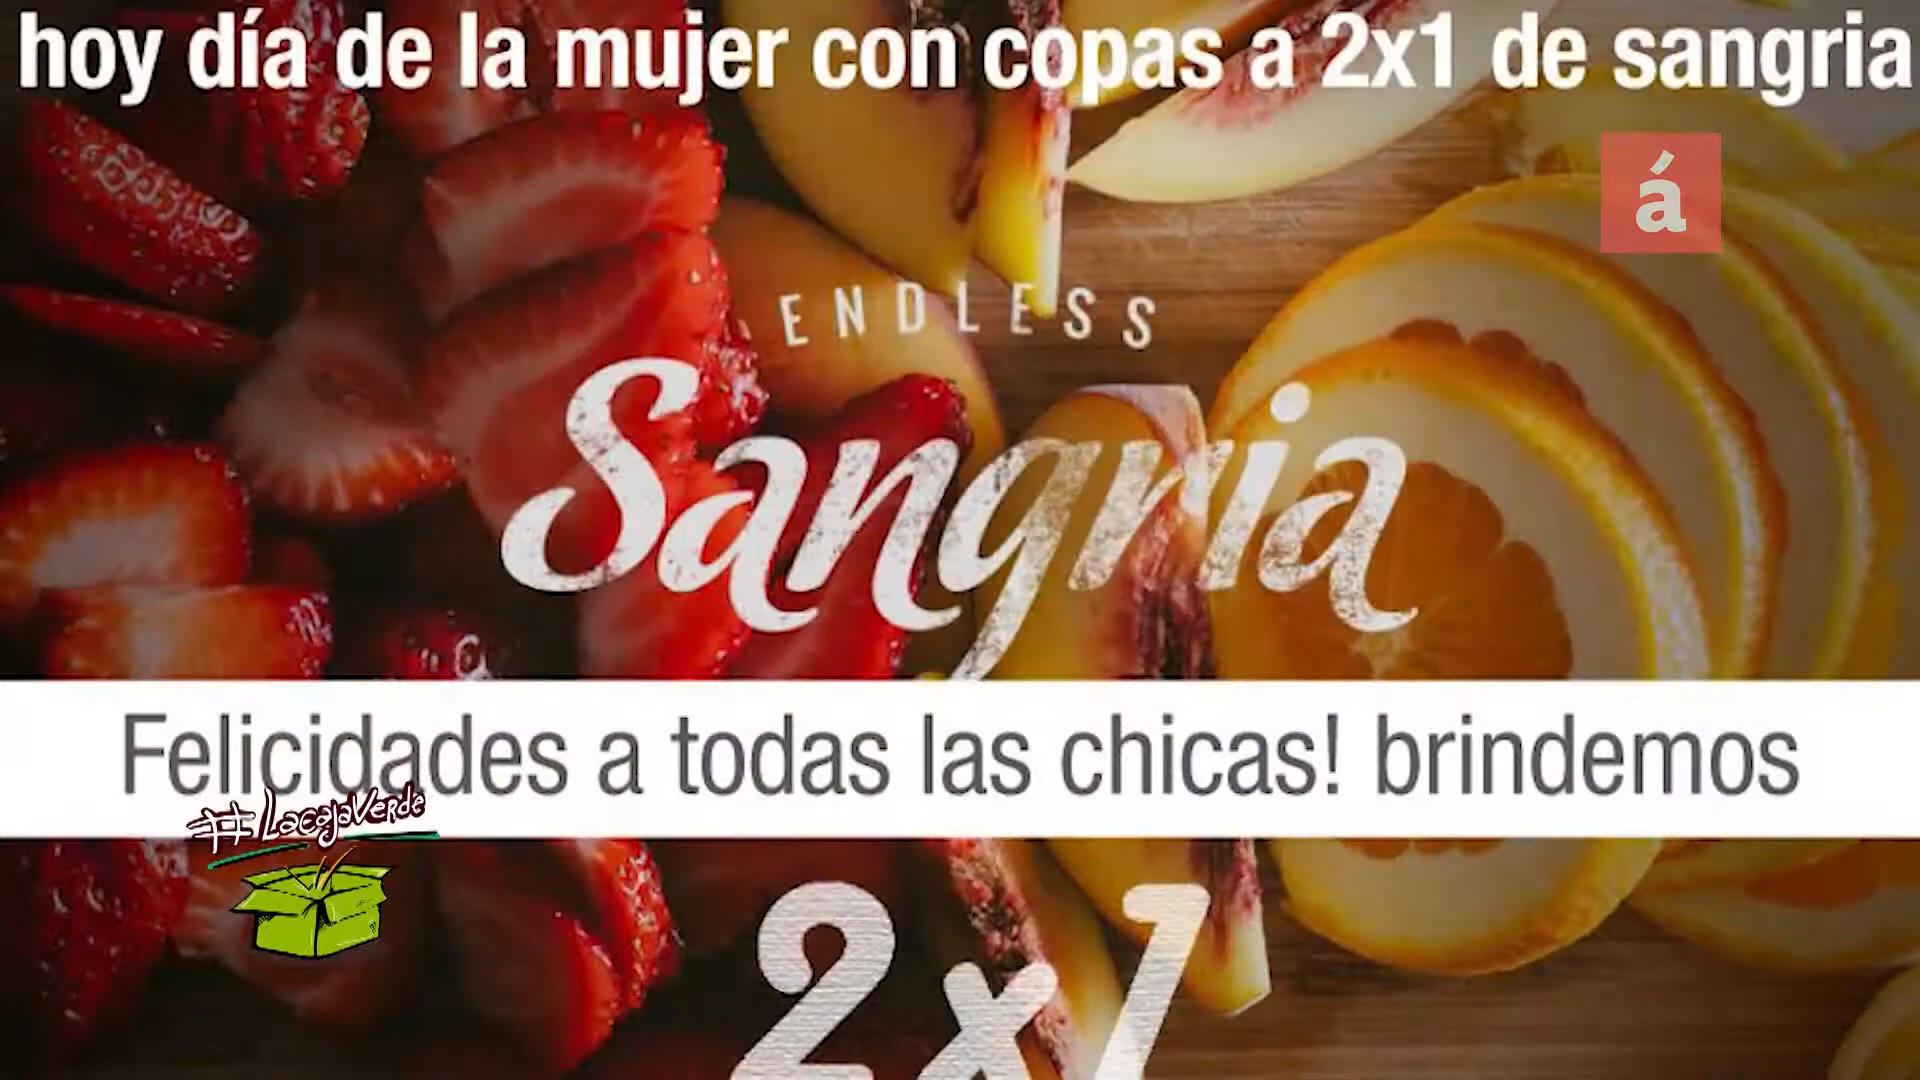 hoy día de la mujer con copas a 2x1 de sangria
á
ENDLESS
Sangria
Felicidades a todas las chicas! brindemos
#LacajaVerde
2x1